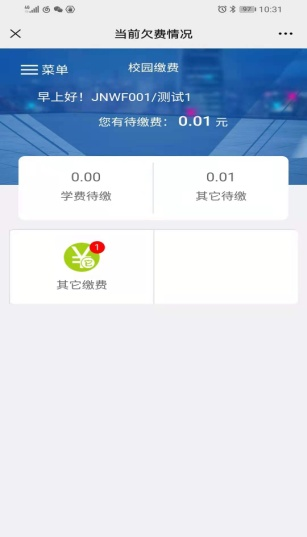 10:31
当前欠费情况
菜单
校园缴费
早上好！JNWF001/测试1
您有待缴费：0.01 元
0.00 0.01
学费待缴 其它待缴
1
其它缴费